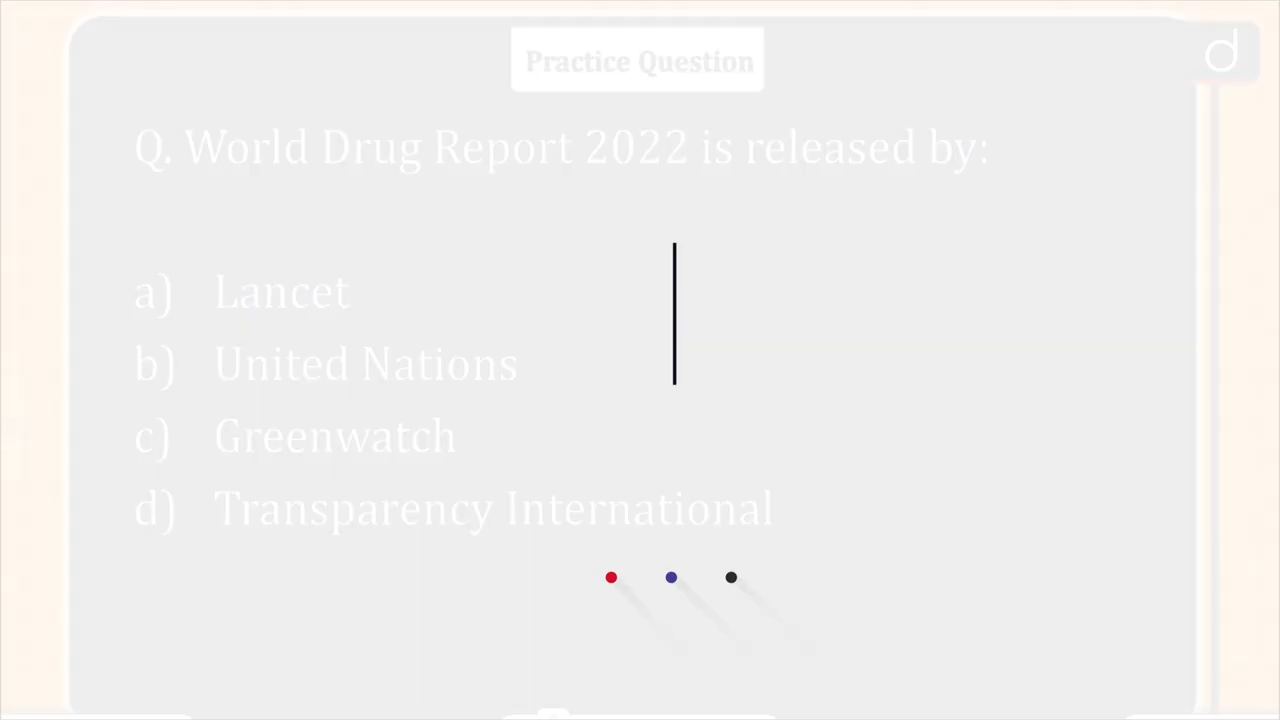 Practice Question
d
Q. World Drug Report 2022 is released by:
a) Lancet
b) United Nations
c) Greenwatch
d) Transparency International